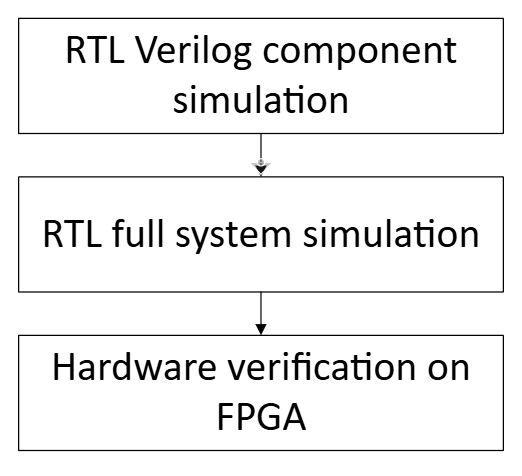 RTL Verilog component
simulation
RTL full system simulation
Hardware verification on
FPGA